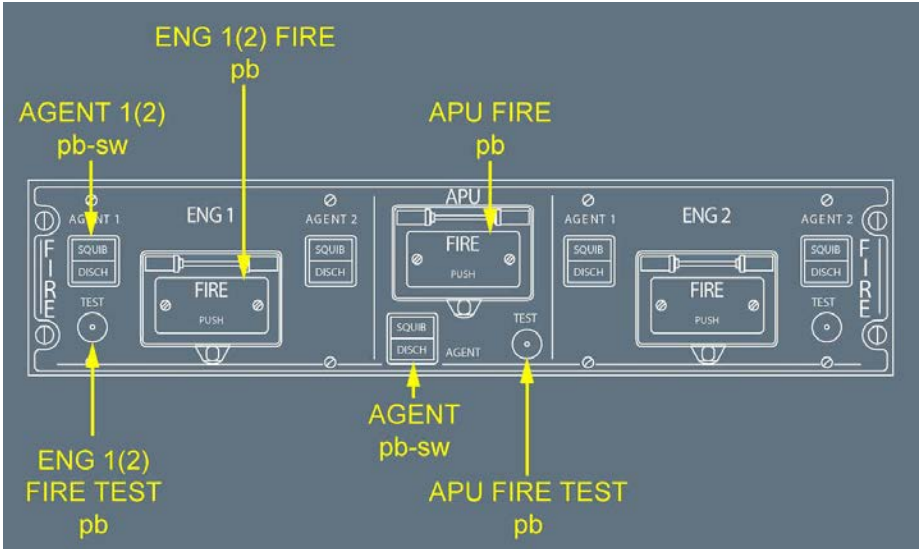 ENG 1(2) FIRE
pb
AGENT 1(2)
pb-sw
APU FIRE
pb
AGENT 1
ENG 1
AGENT 2
APU
AGENT 1
ENG 2
AGENT 2
FIRE
SQUIB
DISCH
FIRE
PUSH
SQUIB
DISCH
FIRE
PUSH
SQUIB
DISCH
FIRE
PUSH
SQUIB
DISCH
FIRE
TEST
SQUIB
DISCH
AGENT
TEST
TEST
AGENT
pb-sw
ENG 1(2)
FIRE TEST
pb
APU FIRE TEST
pb